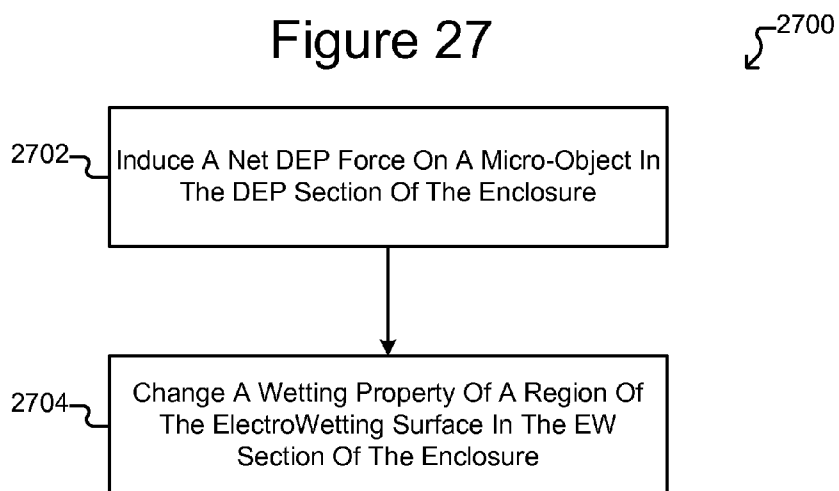 Figure 27
2700
2702
Induce A Net DEP Force On A Micro-Object In
The DEP Section Of The Enclosure
2704
Change A Wetting Property Of A Region Of
The ElectroWetting Surface In The EW
Section Of The Enclosure